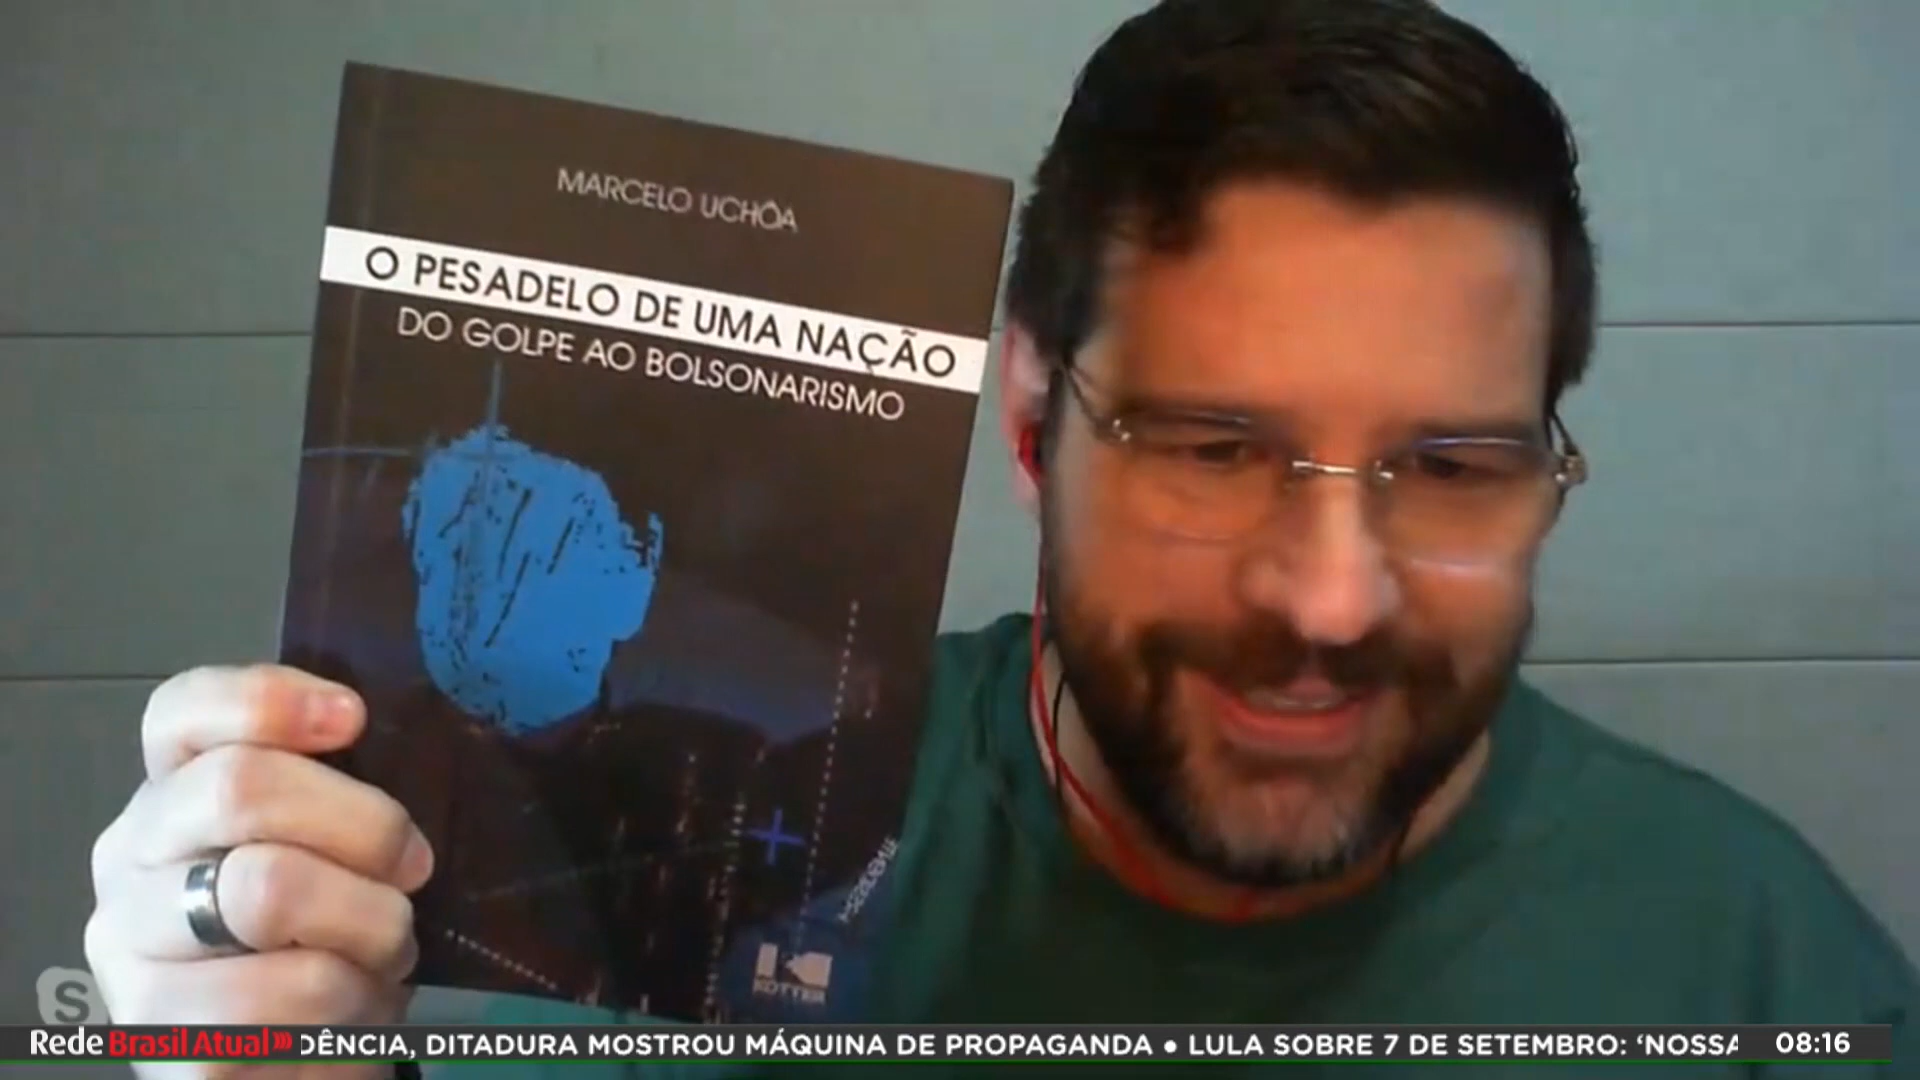 MARCELO UCHÔA
O PESADELO DE UMA NAÇÃO
DO GOLPE AO BOLSONARISMO
KOTTER
S
Rede Brasil Atual DÊNCIA, DITADURA MOSTROU MÁQUINA DE PROPAGANDA • LULA SOBRE 7 DE SETEMBRO: ‘NOSSA 08:16